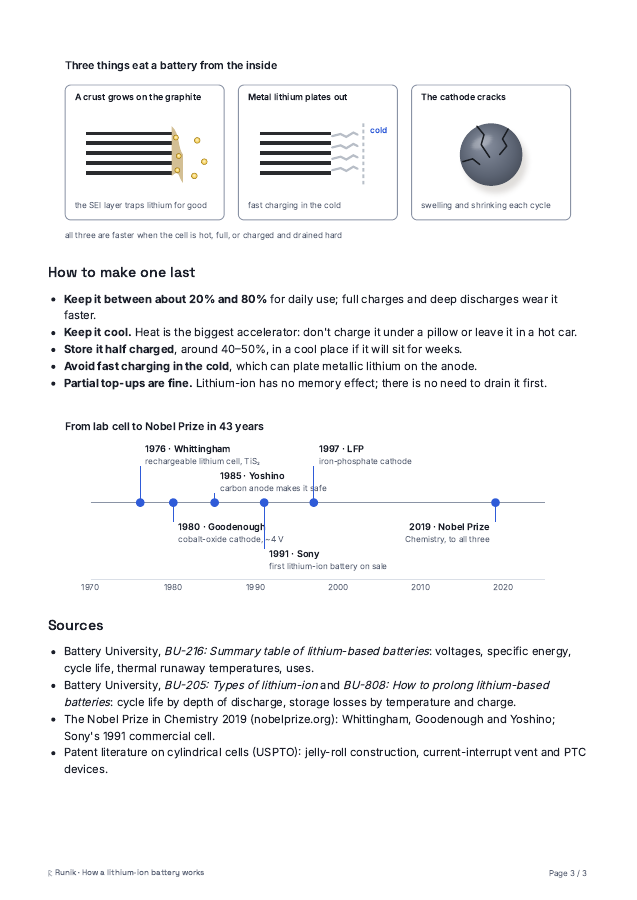 Three things eat a battery from the inside
A crust grows on the graphite
the SEI layer traps lithium for good
Metal lithium plates out
cold
fast charging in the cold
The cathode cracks
swelling and shrinking each cycle
all three are faster when the cell is hot, full, or charged and drained hard
How to make one last
• Keep it between about 20% and 80% for daily use; full charges and deep discharges wear it
faster.
• Keep it cool. Heat is the biggest accelerator: don't charge it under a pillow or leave it in a hot car.
• Store it half charged, around 40–50%, in a cool place if it will sit for weeks.
• Avoid fast charging in the cold, which can plate metallic lithium on the anode.
• Partial top-ups are fine. Lithium-ion has no memory effect; there is no need to drain it first.
From lab cell to Nobel Prize in 43 years
1976 · Whittingham
rechargeable lithium cell, TiS₂
1997 · LFP
iron-phosphate cathode
1985 · Yoshino
carbon anode makes it safe
1980 · Goodenough
cobalt-oxide cathode, ~4 V
2019 · Nobel Prize
Chemistry, to all three
1991 · Sony
first lithium-ion battery on sale
1970 1980 1990 2000 2010 2020
Sources
• Battery University, BU-216: Summary table of lithium-based batteries: voltages, specific energy,
cycle life, thermal runaway temperatures, uses.
• Battery University, BU-205: Types of lithium-ion and BU-808: How to prolong lithium-based
batteries: cycle life by depth of discharge, storage losses by temperature and charge.
• The Nobel Prize in Chemistry 2019 (nobelprize.org): Whittingham, Goodenough and Yoshino;
Sony's 1991 commercial cell.
• Patent literature on cylindrical cells (USPTO): jelly-roll construction, current-interrupt vent and PTC
devices.
Runik · How a lithium-ion battery works
Page 3 / 3